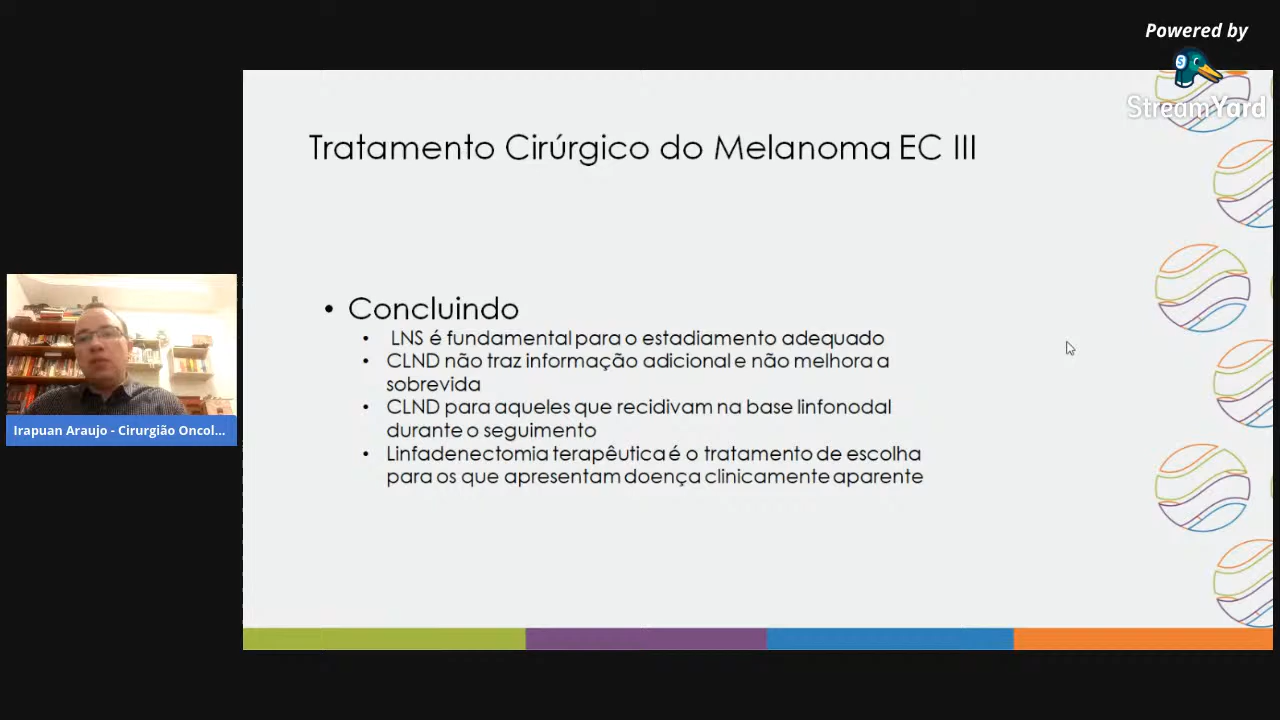 Powered by
StreamYard
Tratamento Cirúrgico do Melanoma EC III
• Concluindo
• LNS é fundamental para o estadiamento adequado
• CLND não traz informação adicional e não melhora a
sobrevida
• CLND para aqueles que recidivam na base linfonodal
durante o seguimento
• Linfadenectomia terapêutica é o tratamento de escolha
para os que apresentam doença clinicamente aparente
Irapuan Araujo - Cirurgião Oncol...